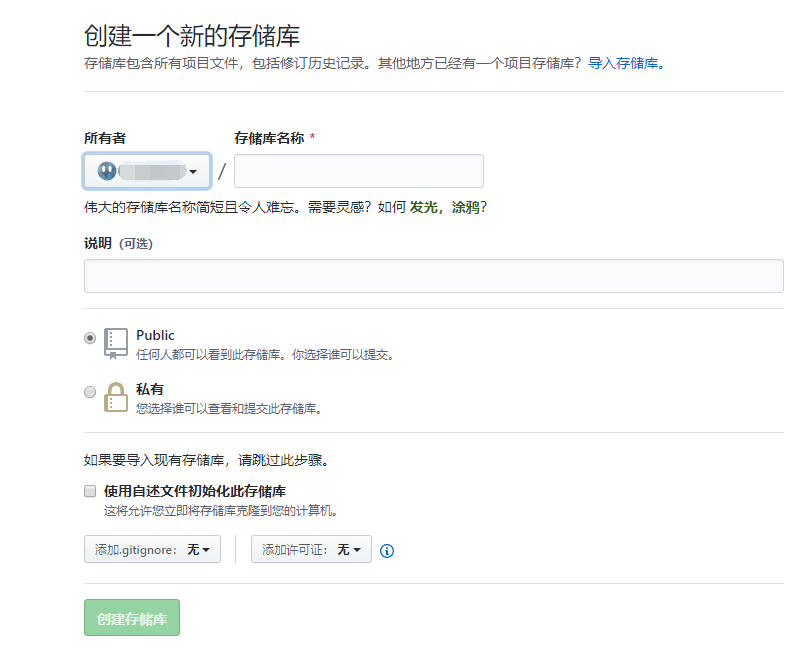 创建一个新的存储库
存储库包含所有项目文件，包括修订历史记录。其他地方已经有一个项目存储库？导入存储库。
所有者 存储库名称 *
/
伟大的存储库名称简短且令人难忘。需要灵感？如何 发光，涂鸦？
说明 (可选)
Public
任何人都可以看到此存储库。你选择谁可以提交。
私有
您选择谁可以查看和提交此存储库。
如果要导入现有存储库，请跳过此步骤。
使用自述文件初始化此存储库
这将允许您立即将存储库克隆到您的计算机。
添加.gitignore： 无 添加许可证： 无
创建存储库